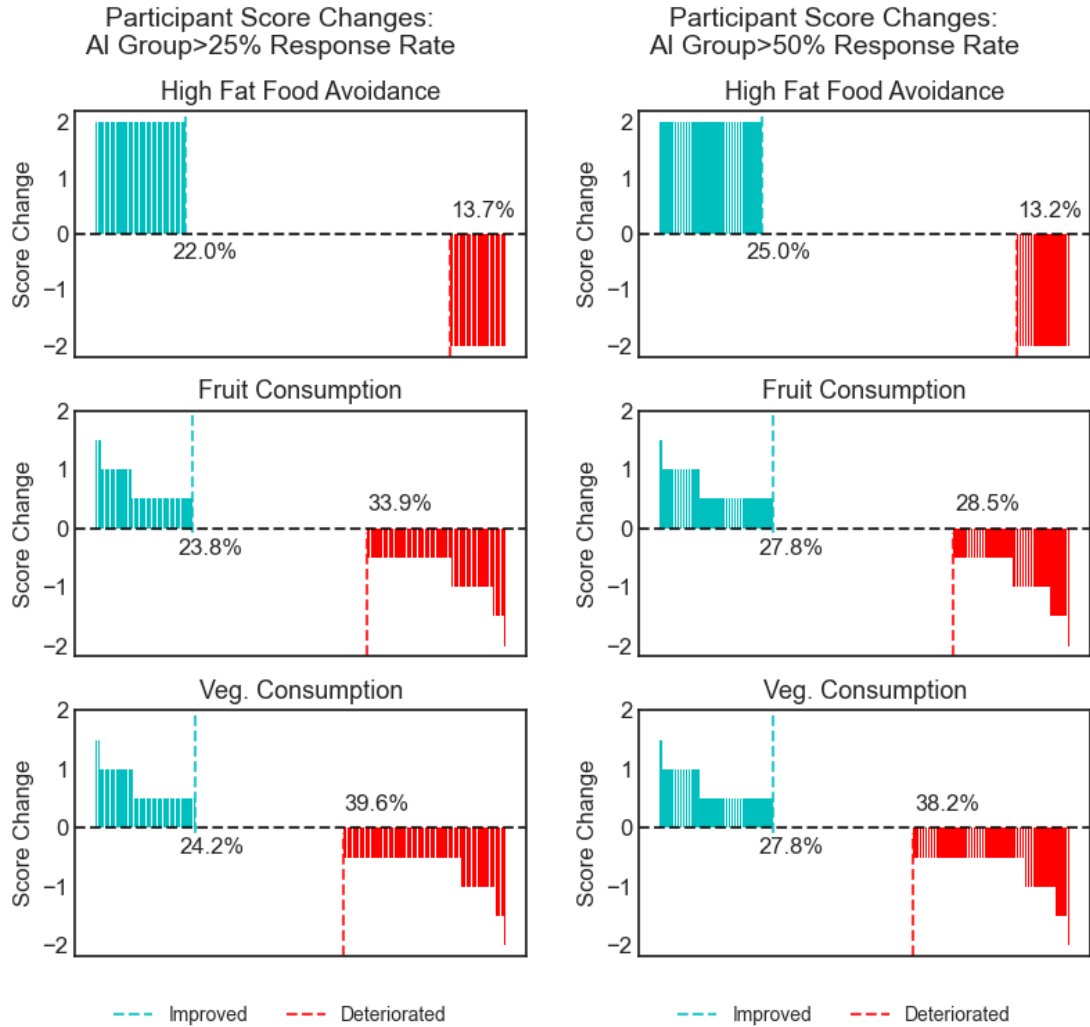 Participant Score Changes:
AI Group>25% Response Rate
High Fat Food Avoidance
Score Change
2
1
0
−1
−2
22.0%
13.7%
Fruit Consumption
Score Change
2
1
0
−1
−2
23.8%
33.9%
Veg. Consumption
Score Change
2
1
0
−1
−2
24.2%
39.6%
Improved
Deteriorated
Participant Score Changes:
AI Group>50% Response Rate
High Fat Food Avoidance
Score Change
2
1
0
−1
−2
25.0%
13.2%
Fruit Consumption
Score Change
2
1
0
−1
−2
27.8%
28.5%
Veg. Consumption
Score Change
2
1
0
−1
−2
27.8%
38.2%
Improved
Deteriorated